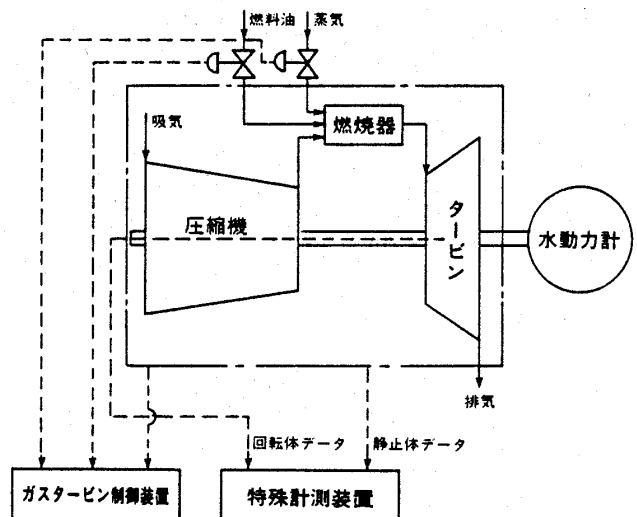 燃料油
蒸気
吸気
燃焼器
圧縮機
タービン
水動力計
排気
回転体データ
静止体データ
ガスタービン制御装置
特殊計測装置